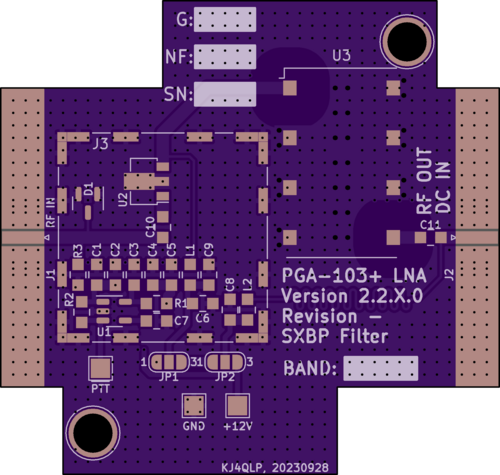 G:
NF:
U3
SN:
J3
D1
U2
RF IN
C10
RF OUT
DC IN
C11
R3 C1 C2 C3 C4 C5 L1 C9
J1
J2
C8 L2
R2
R1
C6
C7
U1
PGA-103+ LNA
Version 2.2.X.0
Revision -
SXBP Filter
BAND:
PTT
1 3 1 3
JP1 JP2
GND +12V
KJ4QLP, 20230928